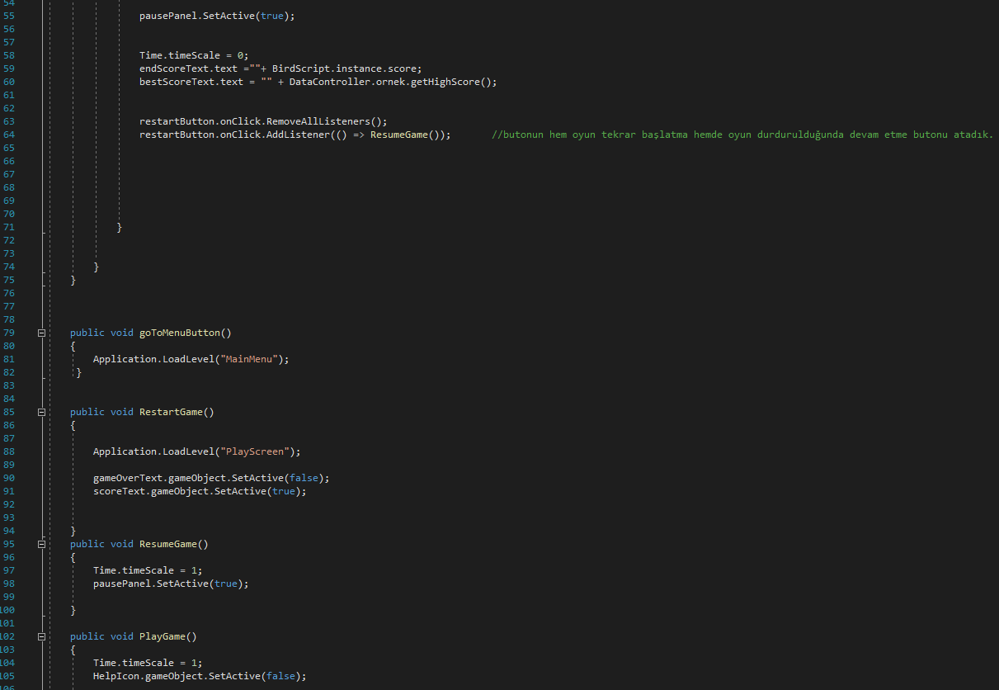 54
55 pausePanel.SetActive(true);
56
57
58 Time.timeScale = 0;
59 endScoreText.text =""+ BirdScript.instance.score;
60 bestScoreText.text = "" + DataController.ornek.getHighScore();
61
62
63 restartButton.onClick.RemoveAllListeners();
64 restartButton.onClick.AddListener(() => ResumeGame()); //butonun hem oyun tekrar başlatma hemde oyun durdurulduğunda devam etme butonu atadık.
65
66
67
68
69
70
71 }
72
73
74 }
75 }
76
77
78
79 public void goToMenuButton()
80 {
81 Application.LoadLevel("MainMenu");
82 }
83
84
85 public void RestartGame()
86 {
87
88 Application.LoadLevel("PlayScreen");
89
90 gameOverText.gameObject.SetActive(false);
91 scoreText.gameObject.SetActive(true);
92
93
94 }
95 public void ResumeGame()
96 {
97 Time.timeScale = 1;
98 pausePanel.SetActive(true);
99
100 }
101
102 public void PlayGame()
103 {
104 Time.timeScale = 1;
105 HelpIcon.gameObject.SetActive(false);
106